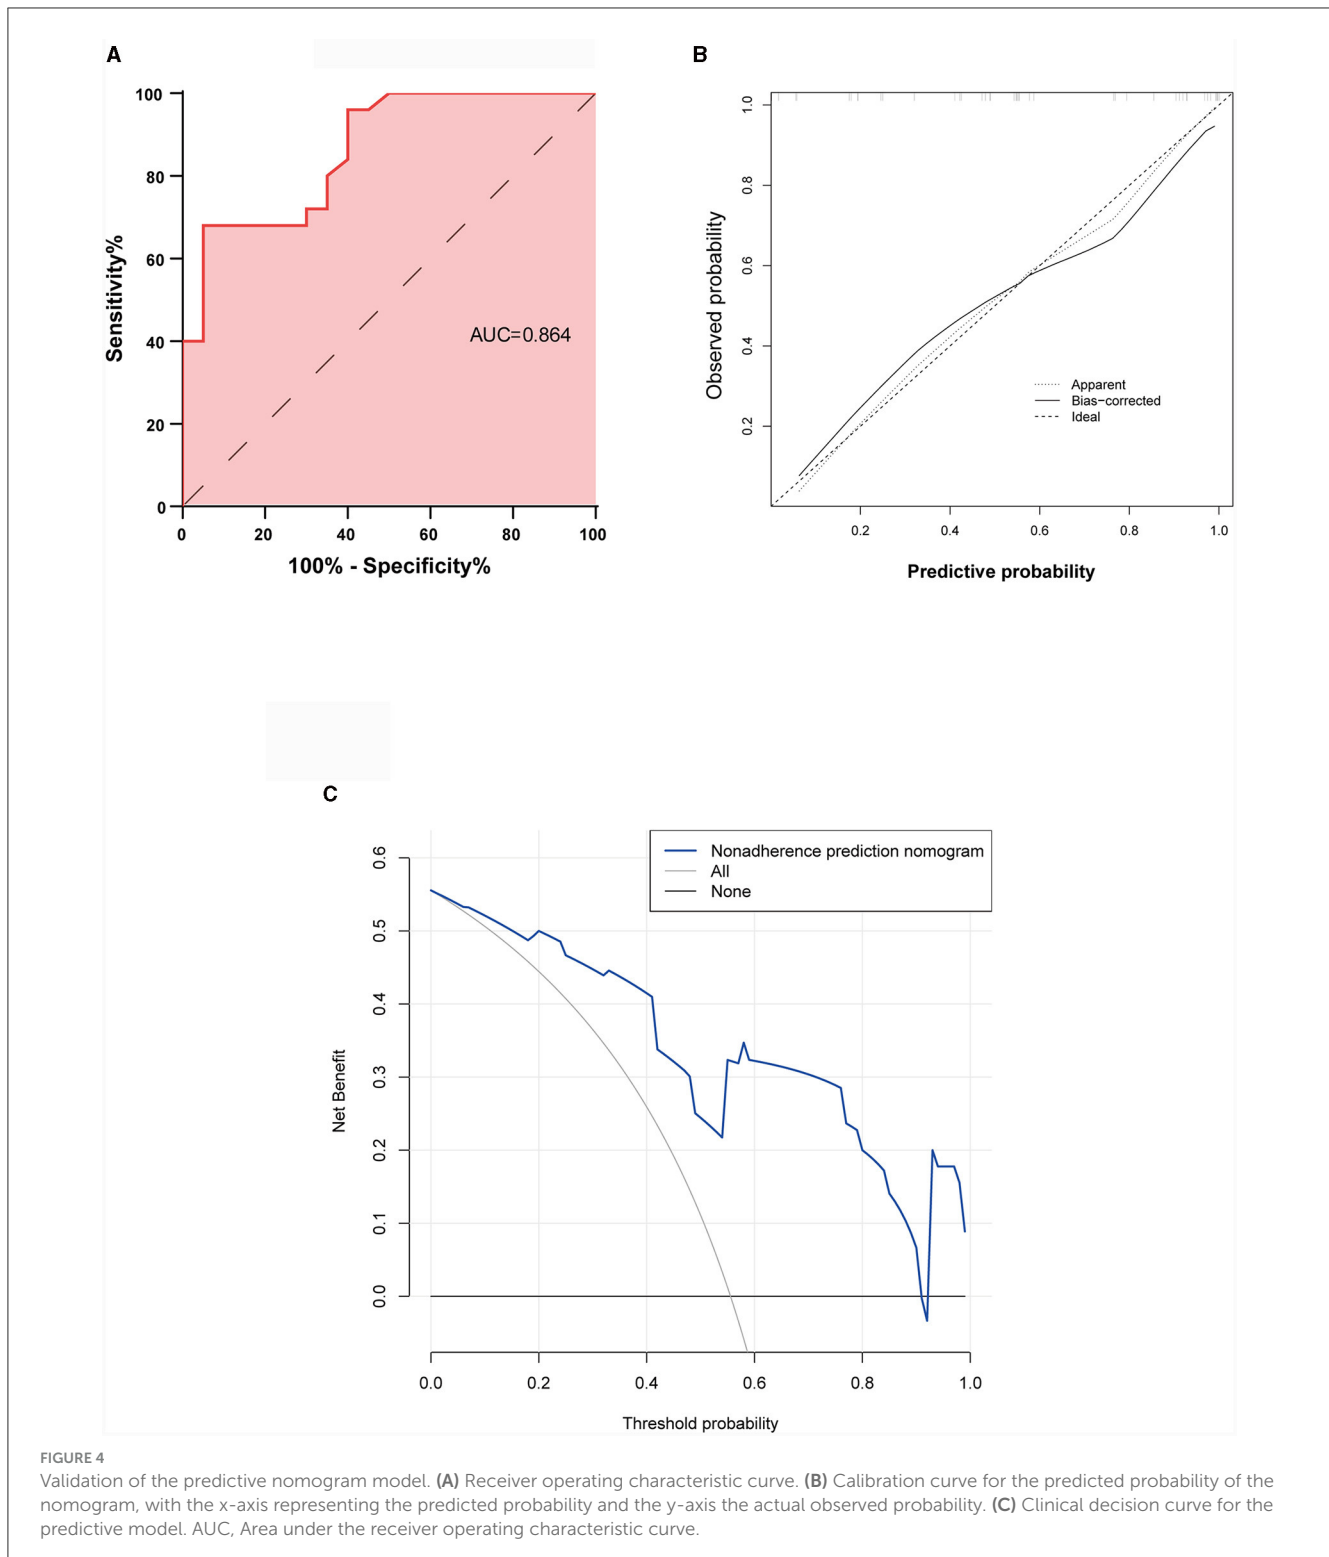 A
100
80
60
40
20
0
Sensitivity%
AUC=0.864
0 20 40 60 80 100
100% - Specificity%
B
1.0
0.8
0.6
0.4
0.2
Observed probability
Apparent
Bias−corrected
Ideal
0.2 0.4 0.6 0.8 1.0
Predictive probability
C
0.6
0.5
0.4
0.3
0.2
0.1
0.0
Net Benefit
Nonadherence prediction nomogram
All
None
0.0 0.2 0.4 0.6 0.8 1.0
Threshold probability
FIGURE 4
Validation of the predictive nomogram model. (A) Receiver operating characteristic curve. (B) Calibration curve for the predicted probability of the
nomogram, with the x-axis representing the predicted probability and the y-axis the actual observed probability. (C) Clinical decision curve for the
predictive model. AUC, Area under the receiver operating characteristic curve.